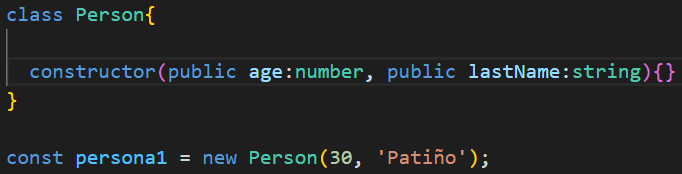 class Person{
constructor(public age:number, public lastName:string){}
}
const persona1 = new Person(30, 'Patiño');